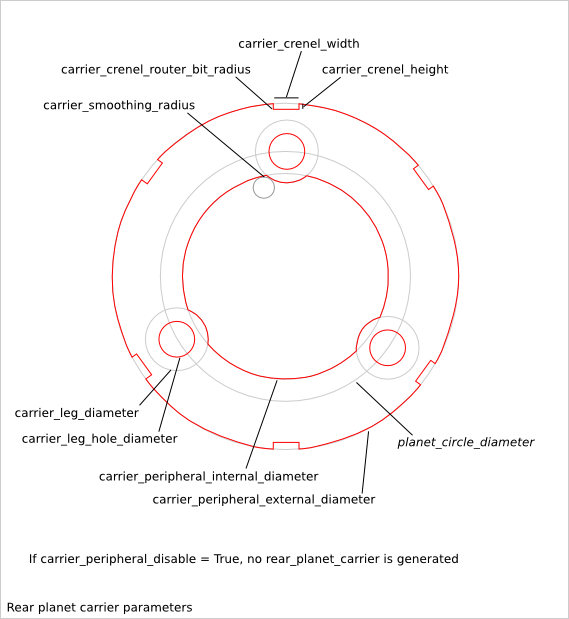 carrier_crenel_width
carrier_crenel_router_bit_radius
carrier_crenel_height
carrier_smoothing_radius
carrier_leg_diameter
carrier_leg_hole_diameter
planet_circle_diameter
carrier_peripheral_internal_diameter
carrier_peripheral_external_diameter
If carrier_peripheral_disable = True, no rear_planet_carrier is generated
Rear planet carrier parameters